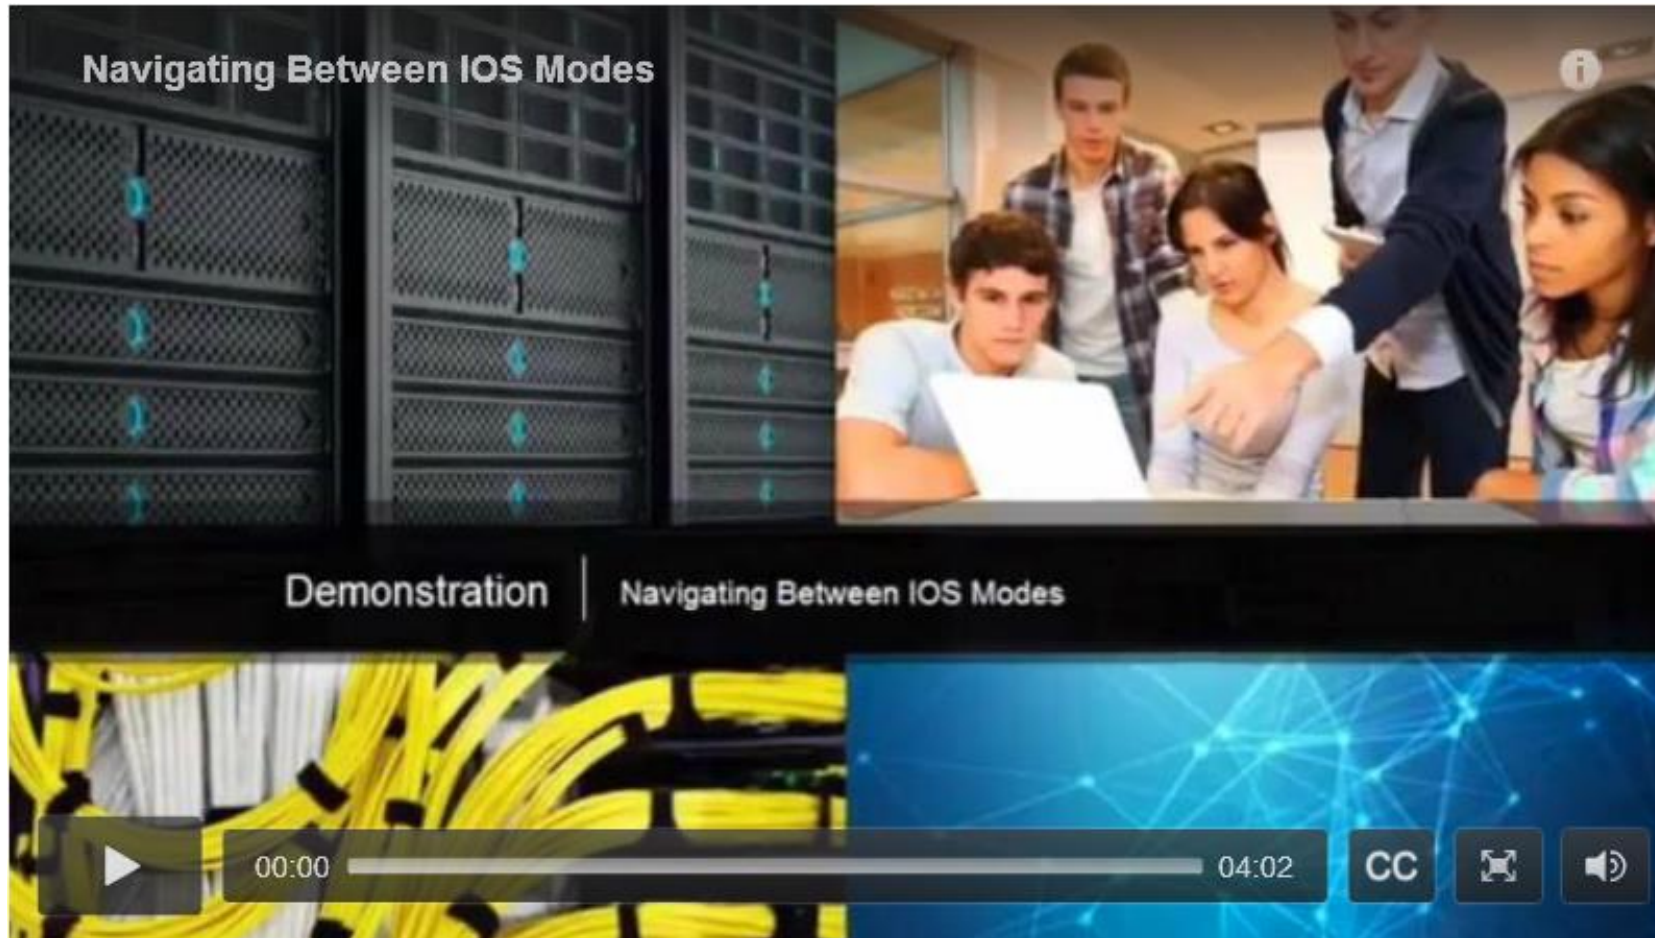 Navigating Between IOS Modes
Demonstration | Navigating Between IOS Modes
00:00
04:02
CC